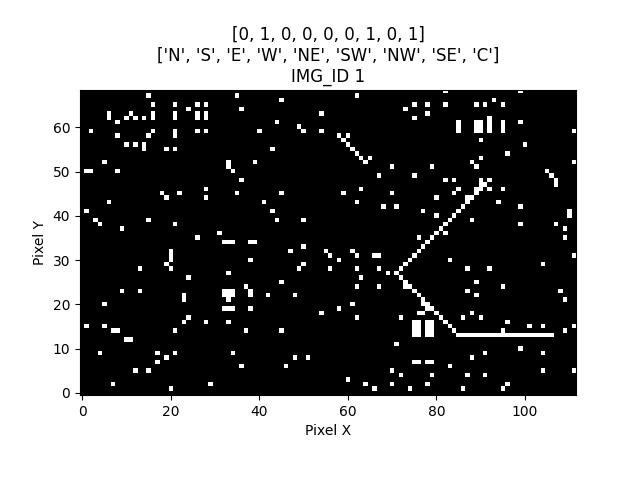 [0, 1, 0, 0, 0, 0, 1, 0, 1]
['N', 'S', 'E', 'W', 'NE', 'SW', 'NW', 'SE', 'C']
IMG_ID 1
Pixel Y
60
50
40
30
20
10
0
0 20 40 60 80 100
Pixel X